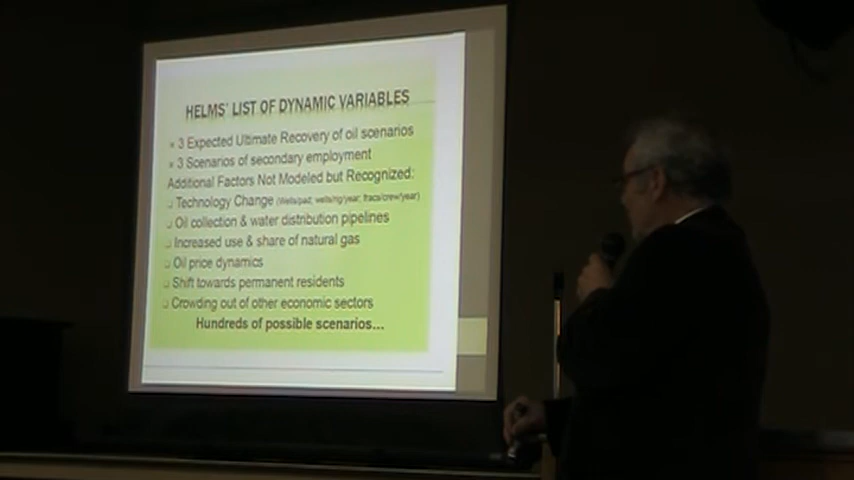 HELMS' LIST OF DYNAMIC VARIABLES
× 3 Expected Ultimate Recovery of oil scenarios
× 3 Scenarios of secondary employment
Additional Factors Not Modeled but Recognized:
❑ Technology Change (Wells/pad; wells/rig/year; fracs/crew/year)
❑ Oil collection & water distribution pipelines
❑ Increased use & share of natural gas
❑ Oil price dynamics
❑ Shift towards permanent residents
❑ Crowding out of other economic sectors
Hundreds of possible scenarios...